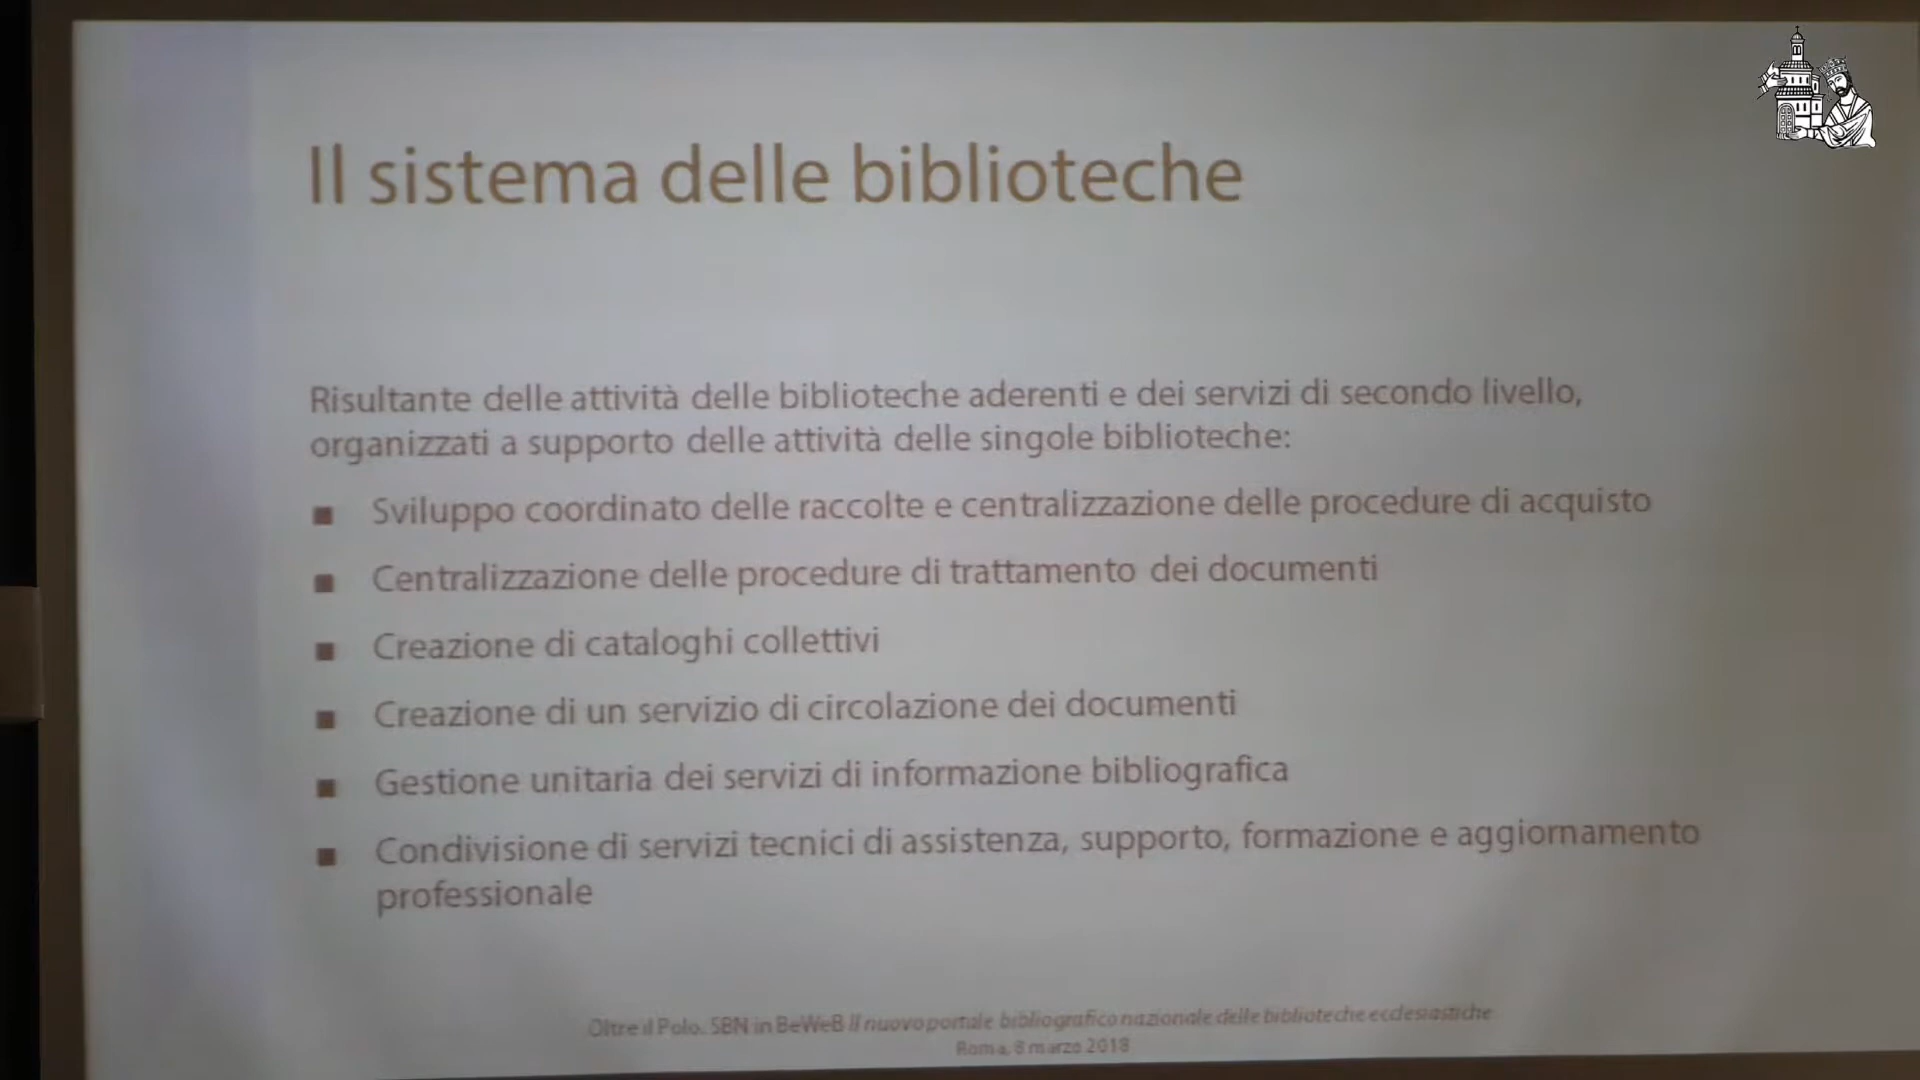 Il sistema delle biblioteche
Risultante delle attività delle biblioteche aderenti e dei servizi di secondo livello,
organizzati a supporto delle attività delle singole biblioteche:
■ Sviluppo coordinato delle raccolte e centralizzazione delle procedure di acquisto
■ Centralizzazione delle procedure di trattamento dei documenti
■ Creazione di cataloghi collettivi
■ Creazione di un servizio di circolazione dei documenti
■ Gestione unitaria dei servizi di informazione bibliografica
■ Condivisione di servizi tecnici di assistenza, supporto, formazione e aggiornamento
professionale
Oltre il Polo. SBN in BeWeB Il nuovo portale bibliografico nazionale delle biblioteche ecclesiastiche
Roma, 8 marzo 2018